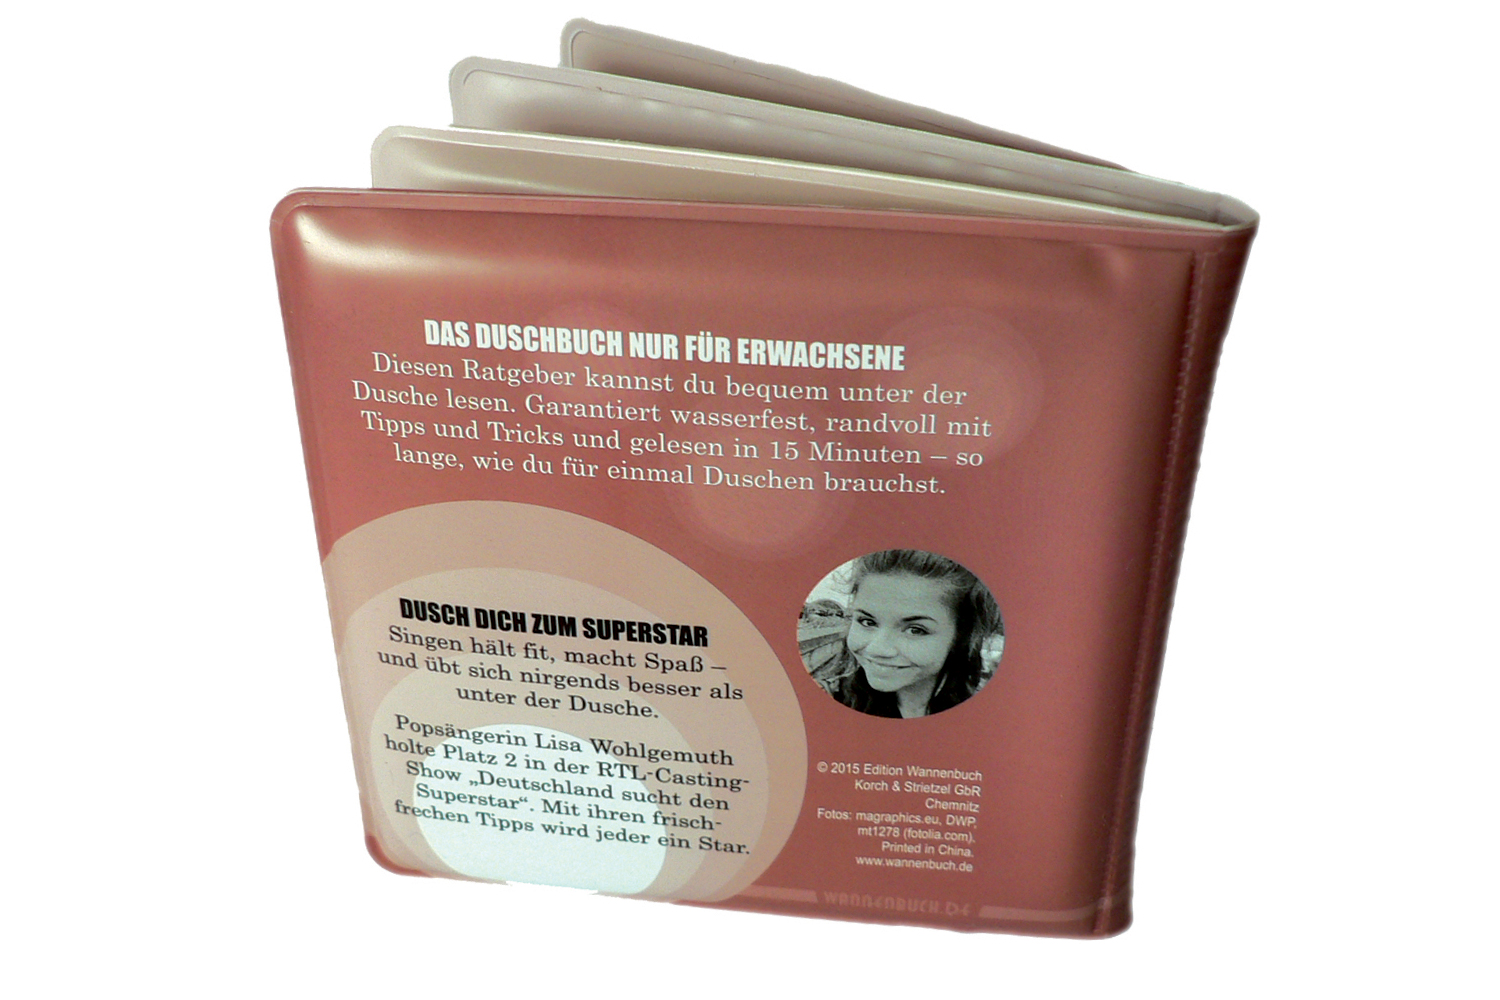 DAS DUSCHBUCH NUR FÜR ERWACHSENE
Diesen Ratgeber kannst du bequem unter der
Dusche lesen. Garantiert wasserfest, randvoll mit
Tipps und Tricks und gelesen in 15 Minuten – so
lange, wie du für einmal Duschen brauchst.
DUSCH DICH ZUM SUPERSTAR
Singen hält fit, macht Spaß –
und übt sich nirgends besser als
unter der Dusche.
Popsängerin Lisa Wohlgemuth
holte Platz 2 in der RTL-Casting-
Show „Deutschland sucht den
Superstar“. Mit ihren frisch-
frechen Tipps wird jeder ein Star.
© 2015 Edition Wannenbuch
Korch & Strietzel GbR
Chemnitz
Fotos: magraphics.eu, DWP,
mt1278 (fotolia.com).
Printed in China.
www.wannenbuch.de
WANNENBUCH.DE